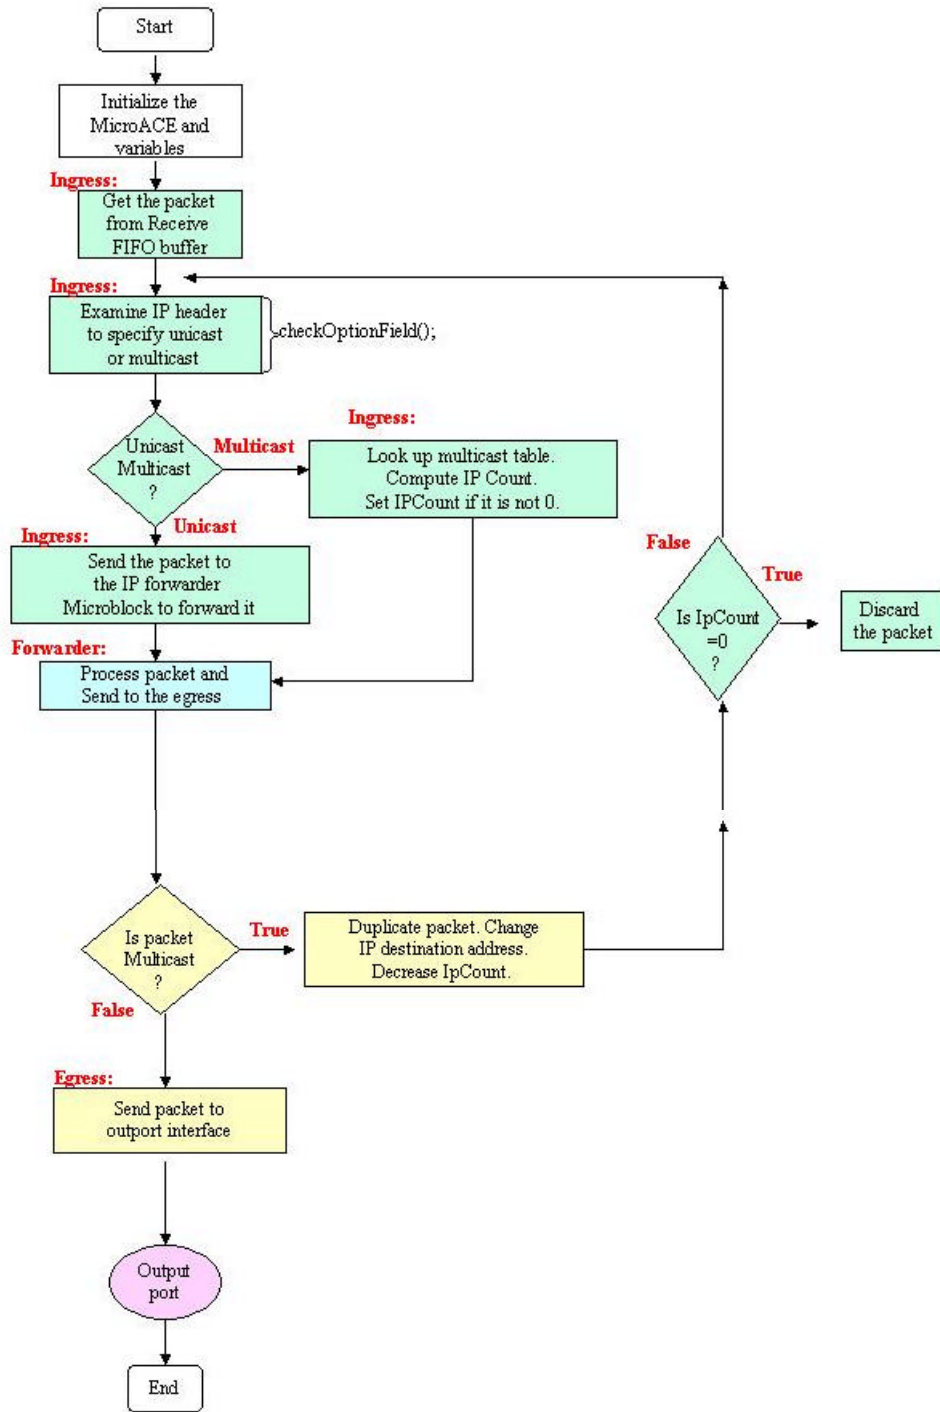 Start
Initialize the
MicroACE and
variables
Ingress:
Get the packet
from Receive
FIFO buffer
Ingress:
Examine IP header
to specify unicast
or multicast
checkOptionField();
Unicast
Multicast
?
Multicast
Ingress:
Look up multicast table.
Compute IP Count.
Set IPCount if it is not 0.
Unicast
Ingress:
Send the packet to
the IP forwarder
Microblock to forward it
Forwarder:
Process packet and
Send to the egress
False
True
Is IpCount
=0
?
Discard
the packet
Is packet
Multicast
?
True
Duplicate packet. Change
IP destination address.
Decrease IpCount.
False
Egress:
Send packet to
outport interface
Output
port
End